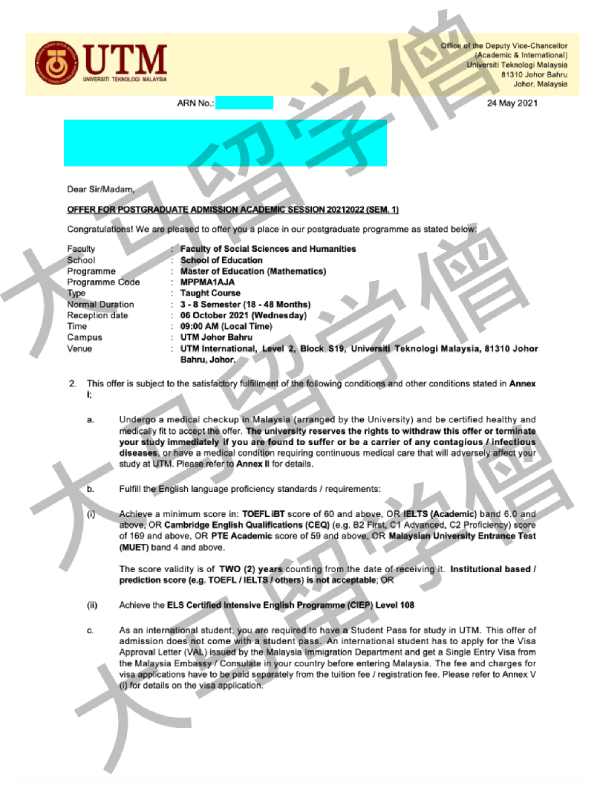 UTM
UNIVERSITI TEKNOLOGI MALAYSIA
Office of the Deputy Vice-Chancellor
(Academic & International)
Universiti Teknologi Malaysia
81310 Johor Bahru
Johor, Malaysia
ARN No.:
24 May 2021
Dear Sir/Madam,
OFFER FOR POSTGRADUATE ADMISSION ACADEMIC SESSION 20212022 (SEM. 1)
Congratulations! We are pleased to offer you a place in our postgraduate programme as stated below:
Faculty : Faculty of Social Sciences and Humanities
School : School of Education
Programme : Master of Education (Mathematics)
Programme Code : MPPMA1AJA
Type : Taught Course
Normal Duration : 3 - 8 Semester (18 - 48 Months)
Reception date : 06 October 2021 (Wednesday)
Time : 09:00 AM (Local Time)
Campus : UTM Johor Bahru
Venue : UTM International, Level 2, Block S19, Universiti Teknologi Malaysia, 81310 Johor
Bahru, Johor.
2. This offer is subject to the satisfactory fulfillment of the following conditions and other conditions stated in Annex
I;
a. Undergo a medical checkup in Malaysia (arranged by the University) and be certified healthy and
medically fit to accept the offer. The university reserves the rights to withdraw this offer or terminate
your study immediately if you are found to suffer or be a carrier of any contagious / infectious
diseases, or have a medical condition requiring continuous medical care that will adversely affect your
study at UTM. Please refer to Annex II for details.
b. Fulfill the English language proficiency standards / requirements:
(i) Achieve a minimum score in: TOEFL iBT score of 60 and above, OR IELTS (Academic) band 6.0 and
above, OR Cambridge English Qualifications (CEQ) (e.g. B2 First, C1 Advanced, C2 Proficiency) score
of 169 and above, OR PTE Academic score of 59 and above, OR Malaysian University Entrance Test
(MUET) band 4 and above.
The score validity is of TWO (2) years counting from the date of receiving it. Institutional based /
prediction score (e.g. TOEFL / IELTS / others) is not acceptable; OR
(ii) Achieve the ELS Certified Intensive English Programme (CIEP) Level 108
c. As an international student, you are required to have a Student Pass for study in UTM. This offer of
admission does not come with a student pass. An international student has to apply for the Visa
Approval Letter (VAL) issued by the Malaysia Immigration Department and get a Single Entry Visa from
the Malaysia Embassy / Consulate in your country before entering Malaysia. The fee and charges for
visa applications have to be paid separately from the tuition fee / registration fee. Please refer to Annex V
(i) for details on the visa application.
大马留学僧
大马留学僧
大马留学僧